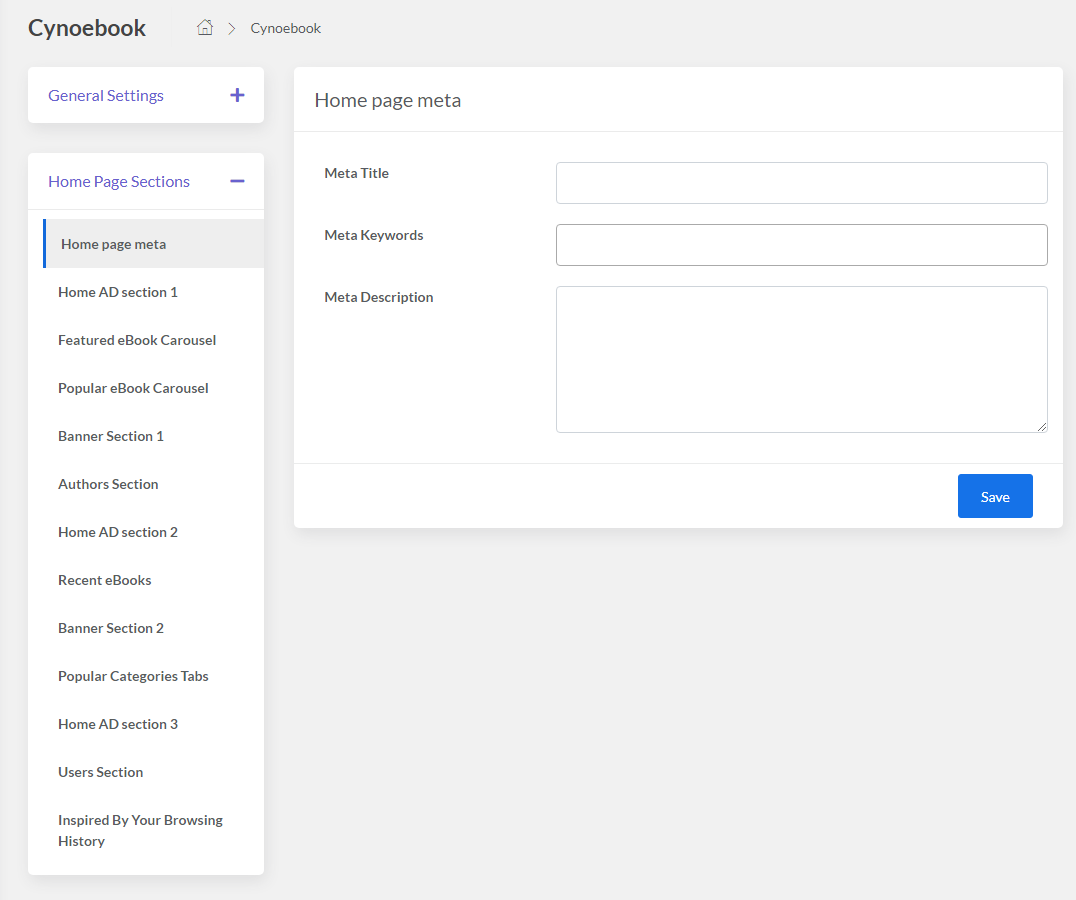 Cynoebook
Cynoebook
General Settings
Home Page Sections
Home page meta
Home AD section 1
Featured eBook Carousel
Popular eBook Carousel
Banner Section 1
Authors Section
Home AD section 2
Recent eBooks
Banner Section 2
Popular Categories Tabs
Home AD section 3
Users Section
Inspired By Your Browsing
History
Home page meta
Meta Title
Meta Keywords
Meta Description
Save